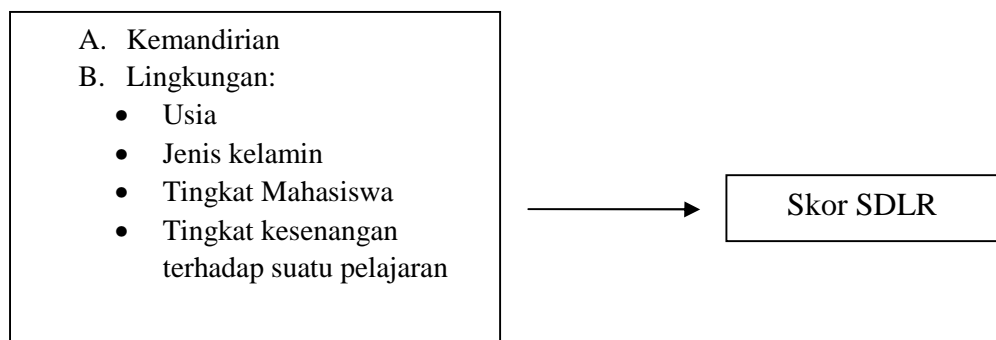 A. Kemandirian
B. Lingkungan:
• Usia
• Jenis kelamin
• Tingkat Mahasiswa
• Tingkat kesenangan
terhadap suatu pelajaran
Skor SDLR